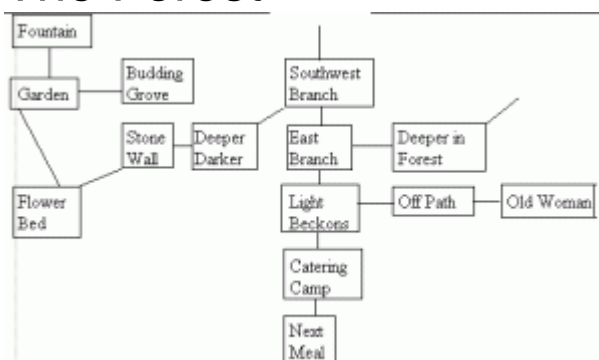 Fountain
Garden
Budding
Grove
Southwest
Branch
Stone
Wall
Deeper
Darker
East
Branch
Deeper in
Forest
Flower
Bed
Light
Beckons
Off Path
Old Woman
Catering
Camp
Next
Meal